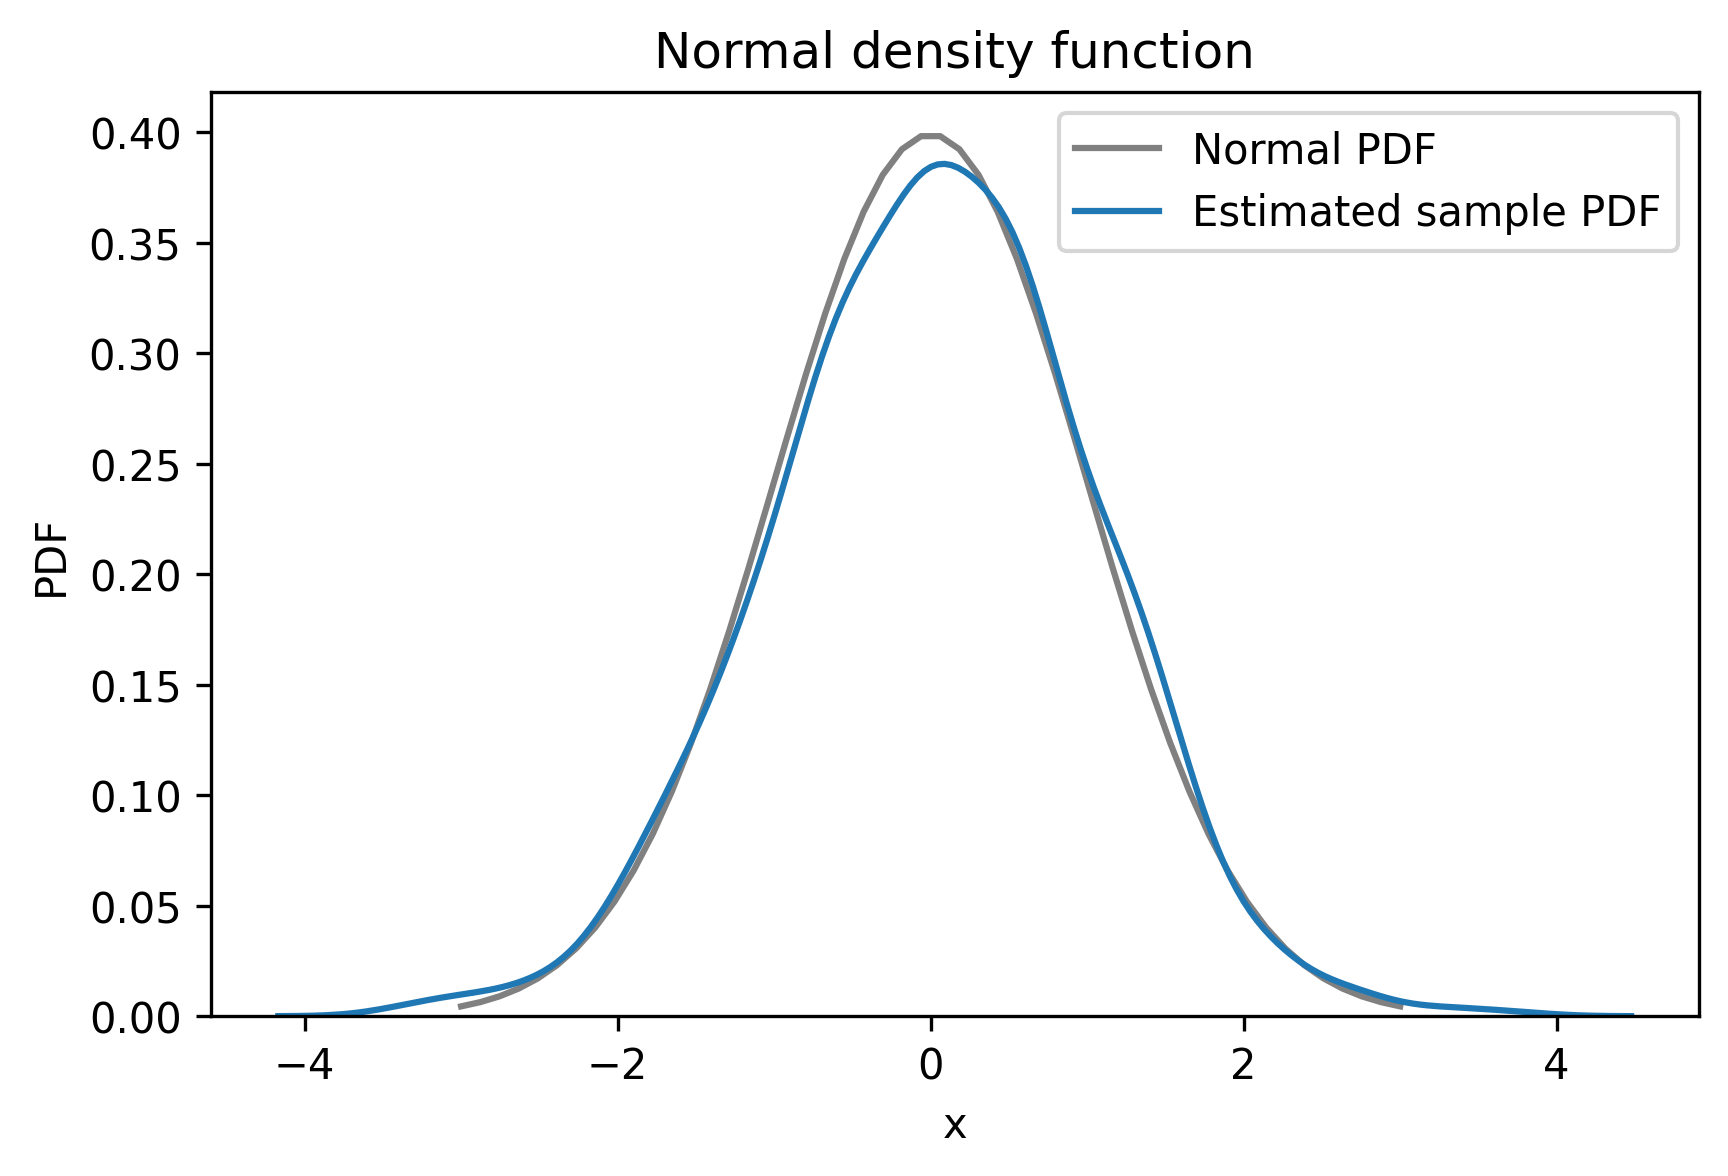 Normal density function
Normal PDF
Estimated sample PDF
0.40
0.35
0.30
0.25
0.20
0.15
0.10
0.05
0.00
PDF
−4
−2
0
2
4
x